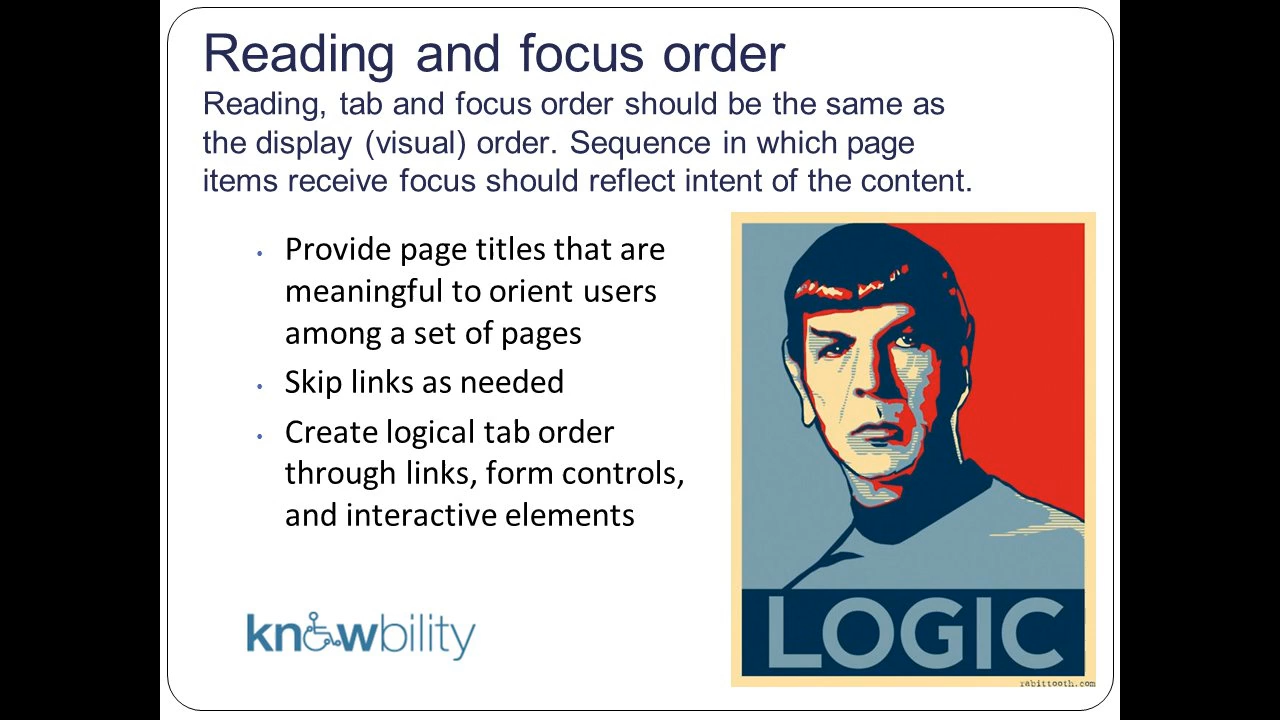 Reading and focus order
Reading, tab and focus order should be the same as
the display (visual) order. Sequence in which page
items receive focus should reflect intent of the content.
• Provide page titles that are
meaningful to orient users
among a set of pages
• Skip links as needed
• Create logical tab order
through links, form controls,
and interactive elements
knowbility
LOGIC
rabittooth.com